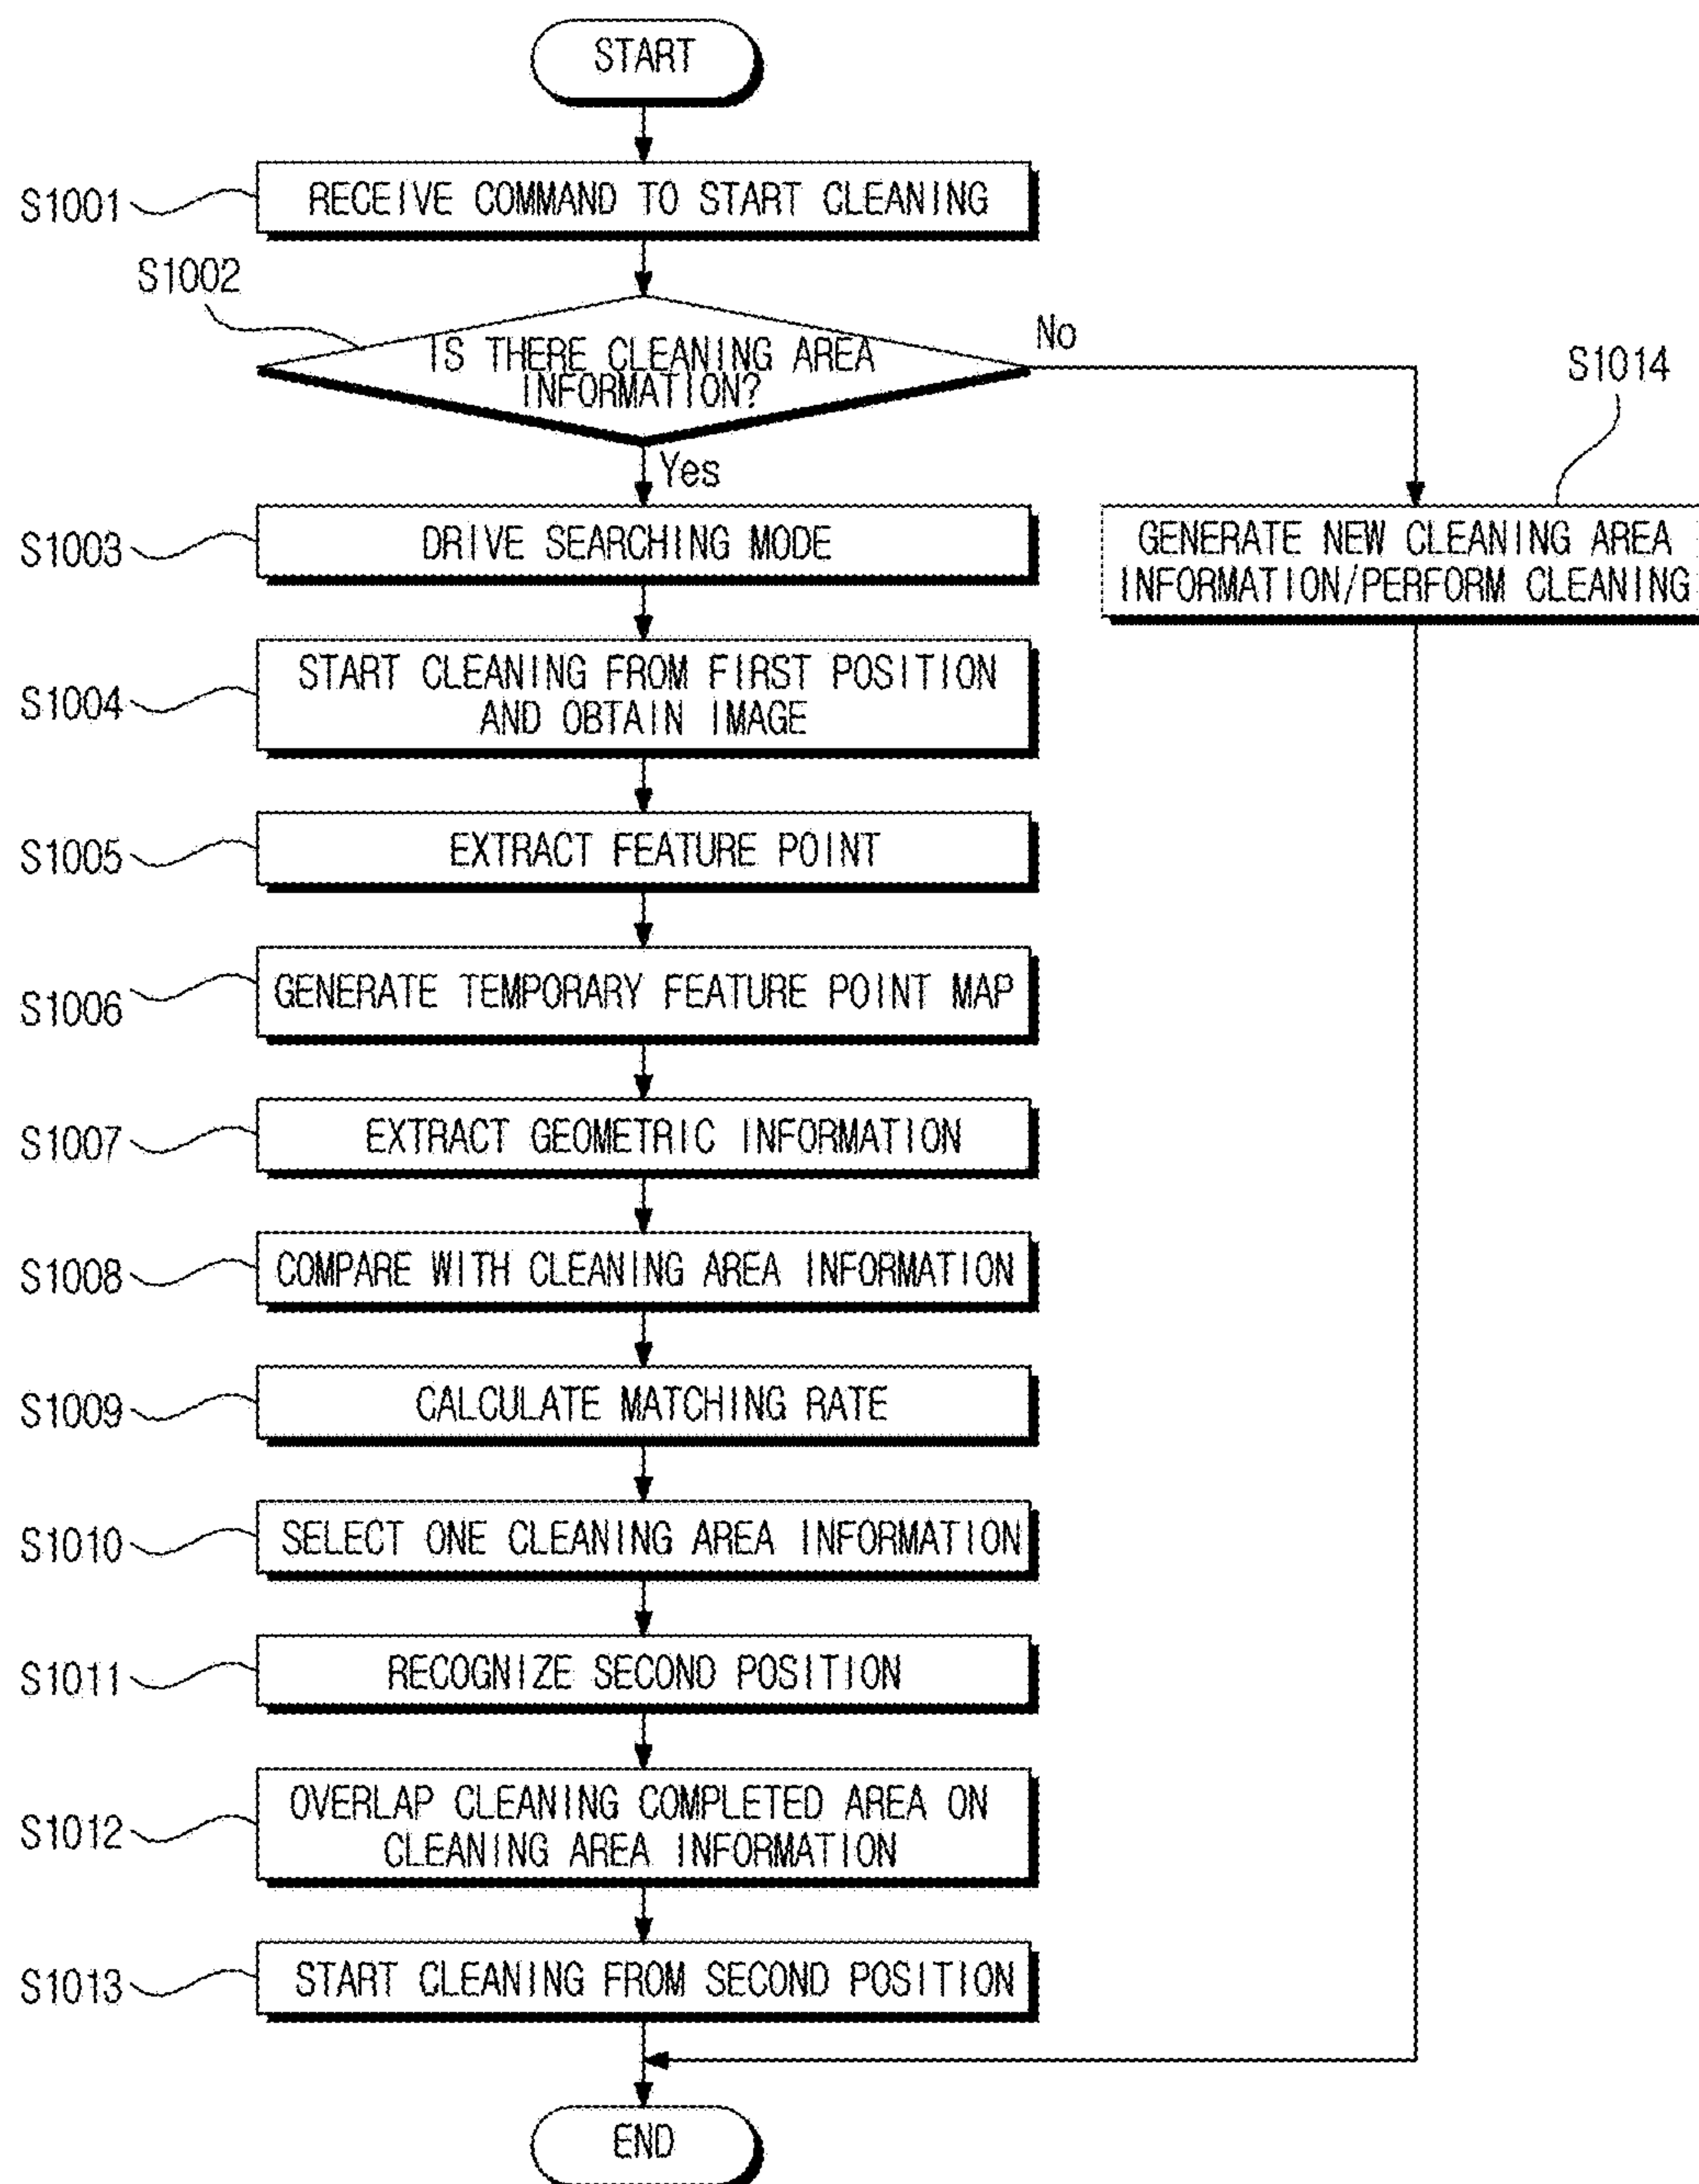 START
S1001
RECEIVE COMMAND TO START CLEANING
S1002
IS THERE CLEANING AREA
INFORMATION?
No
Yes
S1014
S1003
DRIVE SEARCHING MODE
GENERATE NEW CLEANING AREA
INFORMATION/PERFORM CLEANING
S1004
START CLEANING FROM FIRST POSITION
AND OBTAIN IMAGE
S1005
EXTRACT FEATURE POINT
S1006
GENERATE TEMPORARY FEATURE POINT MAP
S1007
EXTRACT GEOMETRIC INFORMATION
S1008
COMPARE WITH CLEANING AREA INFORMATION
S1009
CALCULATE MATCHING RATE
S1010
SELECT ONE CLEANING AREA INFORMATION
S1011
RECOGNIZE SECOND POSITION
S1012
OVERLAP CLEANING COMPLETED AREA ON
CLEANING AREA INFORMATION
S1013
START CLEANING FROM SECOND POSITION
END